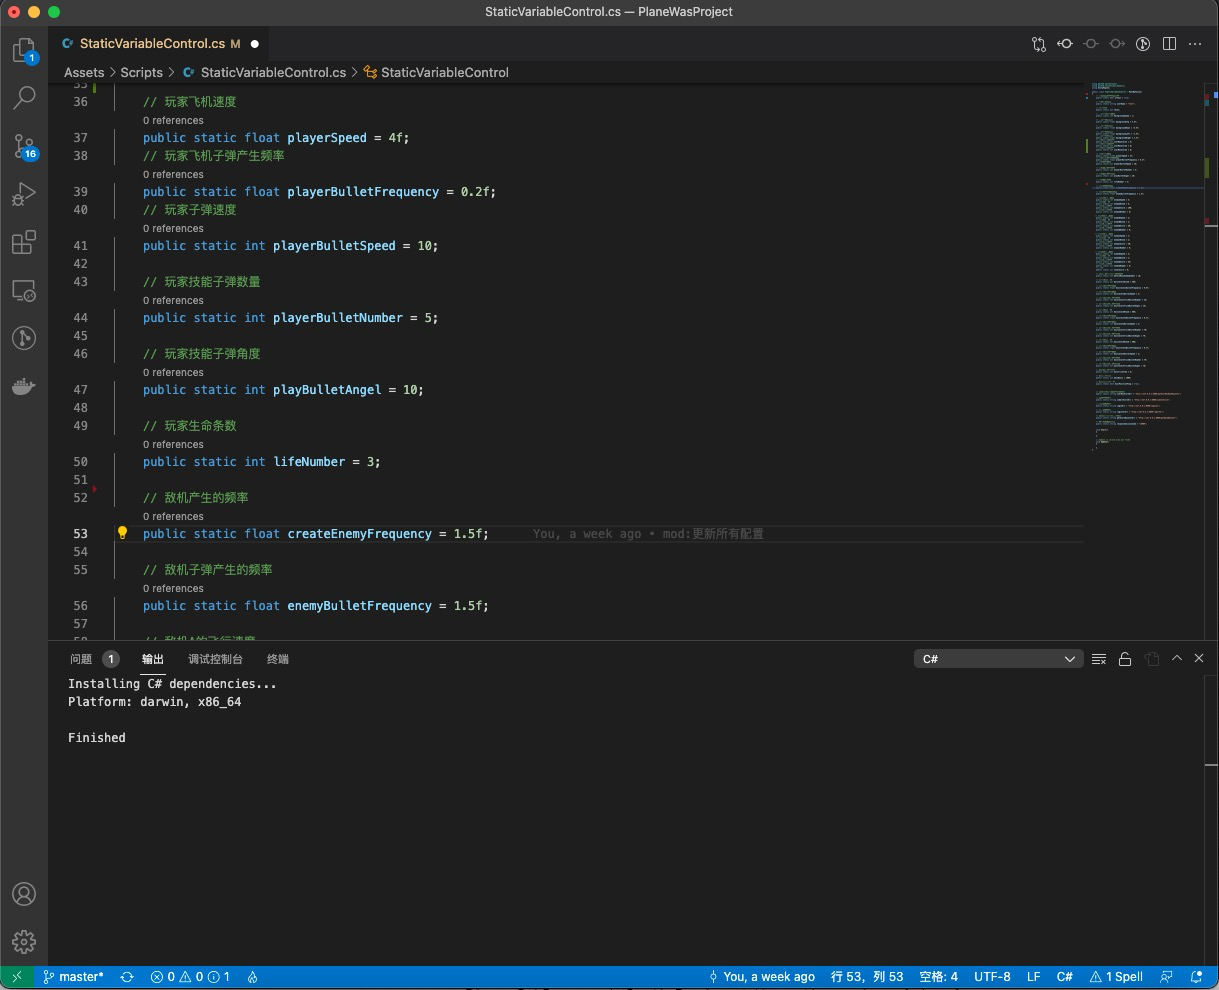 StaticVariableControl.cs — PlaneWasProject
StaticVariableControl.cs M
Assets > Scripts > StaticVariableControl.cs > StaticVariableControl
1
16
35
36 // 玩家飞机速度
0 references
37 public static float playerSpeed = 4f;
38 // 玩家飞机子弹产生频率
0 references
39 public static float playerBulletFrequency = 0.2f;
40 // 玩家子弹速度
0 references
41 public static int playerBulletSpeed = 10;
42
43 // 玩家技能子弹数量
0 references
44 public static int playerBulletNumber = 5;
45
46 // 玩家技能子弹角度
0 references
47 public static int playBulletAngel = 10;
48
49 // 玩家生命条数
0 references
50 public static int lifeNumber = 3;
51
52 // 敌机产生的频率
0 references
53 public static float createEnemyFrequency = 1.5f; You, a week ago • mod:更新所有配置
54
55 // 敌机子弹产生的频率
0 references
56 public static float enemyBulletFrequency = 1.5f;
57
58 // 敌机A的飞行速度
问题 1 输出 调试控制台 终端 C#
Installing C# dependencies...
Platform: darwin, x86_64
Finished
master* 0 0 1 You, a week ago 行 53，列 53 空格: 4 UTF-8 LF C# 1 Spell